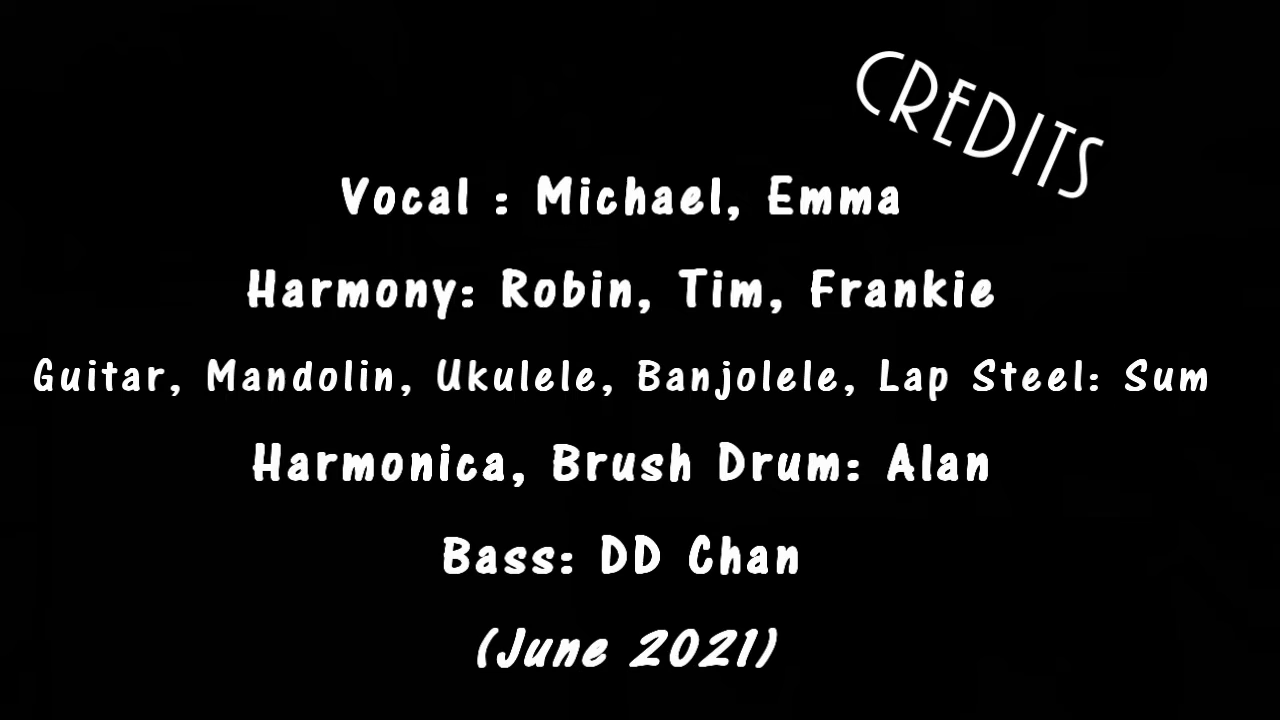 CREDITS
Vocal : Michael, Emma
Harmony: Robin, Tim, Frankie
Guitar, Mandolin, Ukulele, Banjolele, Lap Steel: Sum
Harmonica, Brush Drum: Alan
Bass: DD Chan
(June 2021)